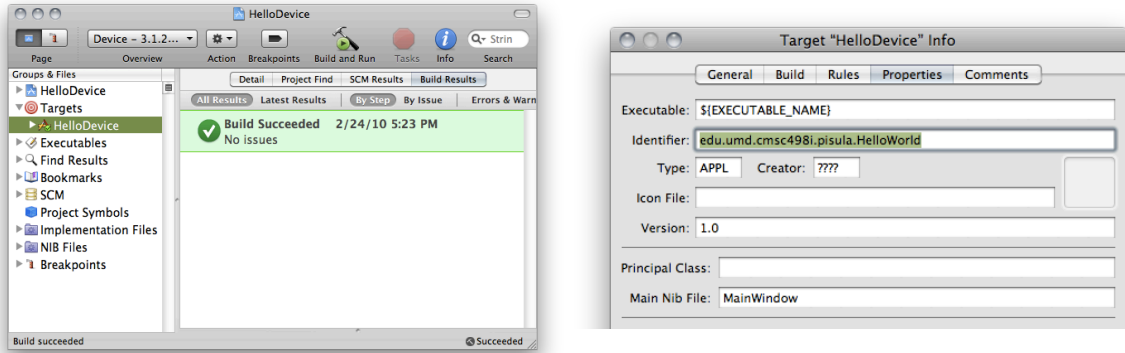 HelloDevice
Device - 3.1.2...
Strin
Page
Overview
Action
Breakpoints
Build and Run
Tasks
Info
Search
Groups & Files
HelloDevice
Targets
HelloDevice
Executables
Find Results
Bookmarks
SCM
Project Symbols
Implementation Files
NIB Files
Breakpoints
Detail
Project Find
SCM Results
Build Results
All Results
Latest Results
By Step
By Issue
Errors & Warn
Build Succeeded 2/24/10 5:23 PM
No issues
Build succeeded
Succeeded
Target "HelloDevice" Info
General
Build
Rules
Properties
Comments
Executable: ${EXECUTABLE_NAME}
Identifier: edu.umd.cmsc498i.pisula.HelloWorld
Type: APPL Creator: ????
Icon File:
Version: 1.0
Principal Class:
Main Nib File: MainWindow